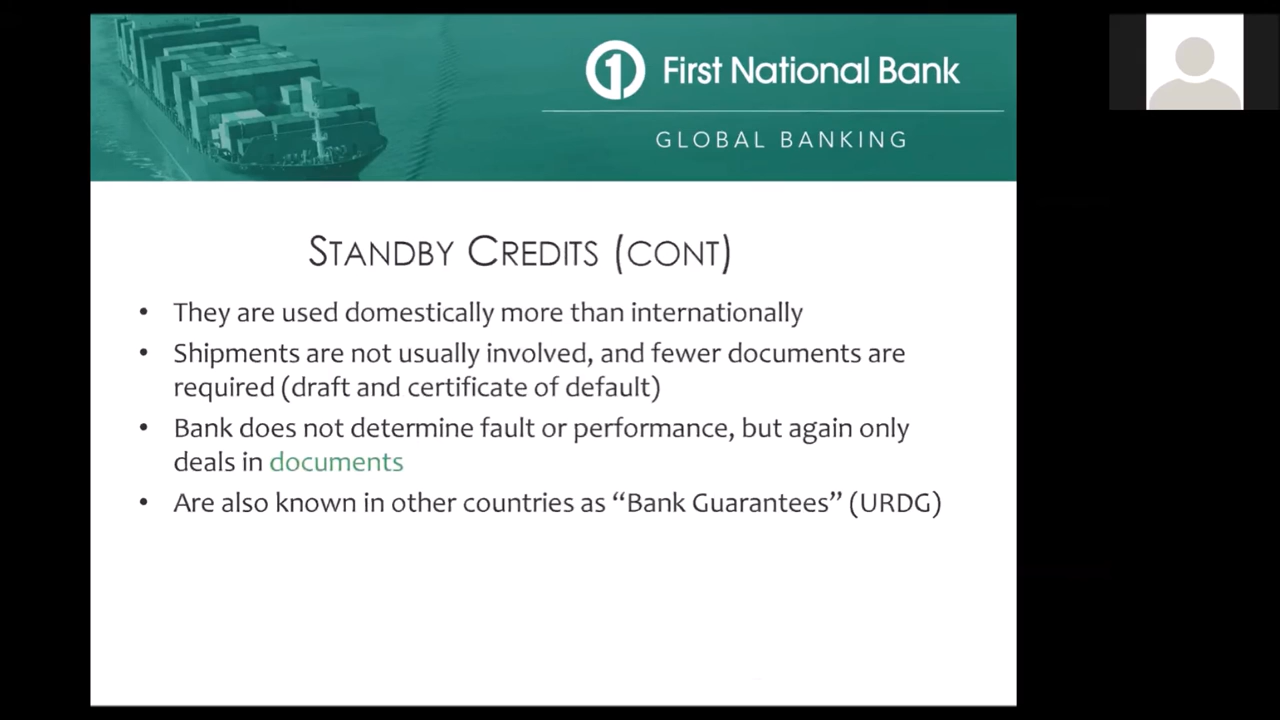 First National Bank
GLOBAL BANKING
STANDBY CREDITS (CONT)
• They are used domestically more than internationally
• Shipments are not usually involved, and fewer documents are
required (draft and certificate of default)
• Bank does not determine fault or performance, but again only
deals in documents
• Are also known in other countries as “Bank Guarantees” (URDG)